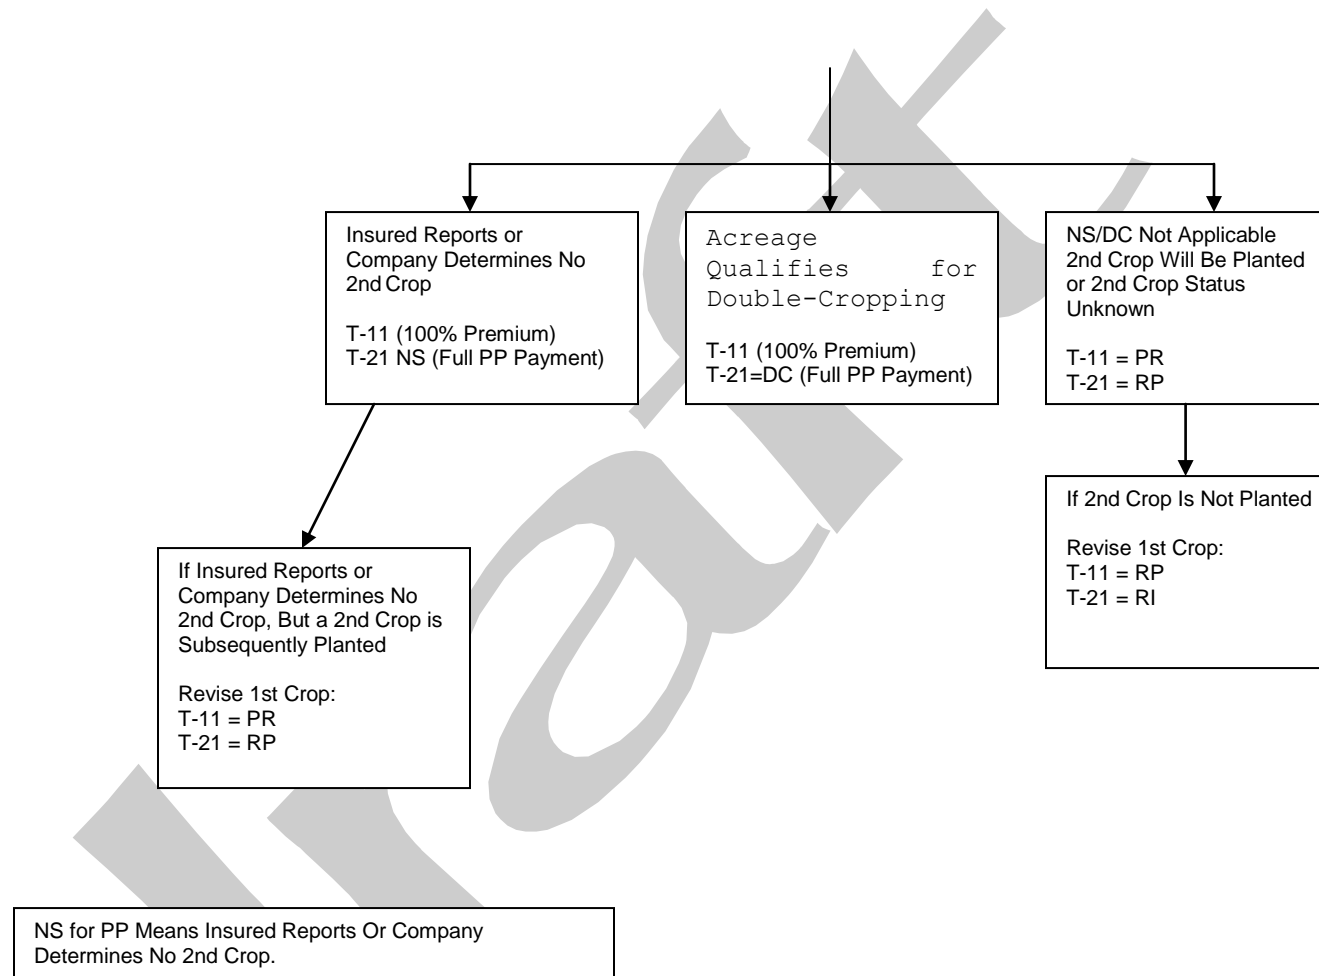 Insured Reports or
Company Determines No
2nd Crop
T-11 (100% Premium)
T-21 NS (Full PP Payment)
Acreage
Qualifies for
Double-Cropping
T-11 (100% Premium)
T-21=DC (Full PP Payment)
NS/DC Not Applicable
2nd Crop Will Be Planted
or 2nd Crop Status
Unknown
T-11 = PR
T-21 = RP
If Insured Reports or
Company Determines No
2nd Crop, But a 2nd Crop is
Subsequently Planted
Revise 1st Crop:
T-11 = PR
T-21 = RP
If 2nd Crop Is Not Planted
Revise 1st Crop:
T-11 = RP
T-21 = RI
NS for PP Means Insured Reports Or Company
Determines No 2nd Crop.
Draft